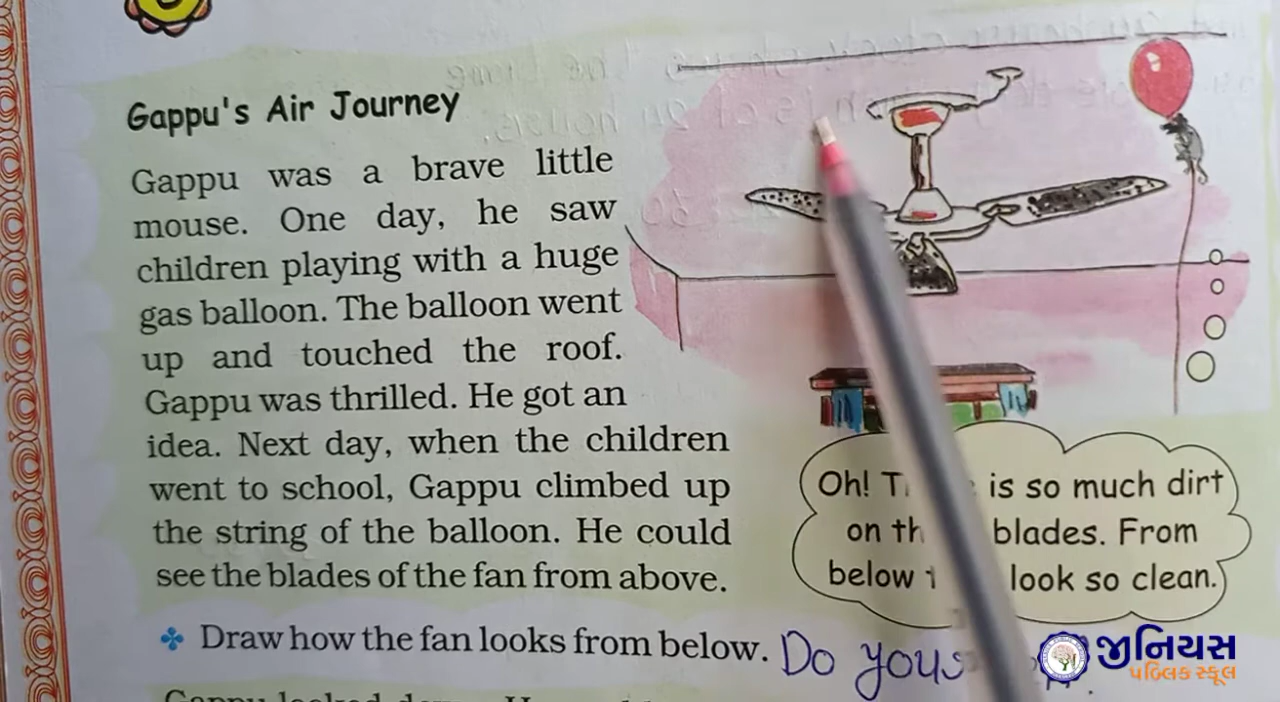 Gappu's Air Journey
Gappu was a brave little
mouse. One day, he saw
children playing with a huge
gas balloon. The balloon went
up and touched the roof.
Gappu was thrilled. He got an
idea. Next day, when the children
went to school, Gappu climbed up
the string of the balloon. He could
see the blades of the fan from above.
Oh! is so much dirt
on blades. From
below look so clean.
❖ Draw how the fan looks from below. Do
જીનિયસ
પબ્લિક સ્કૂલ